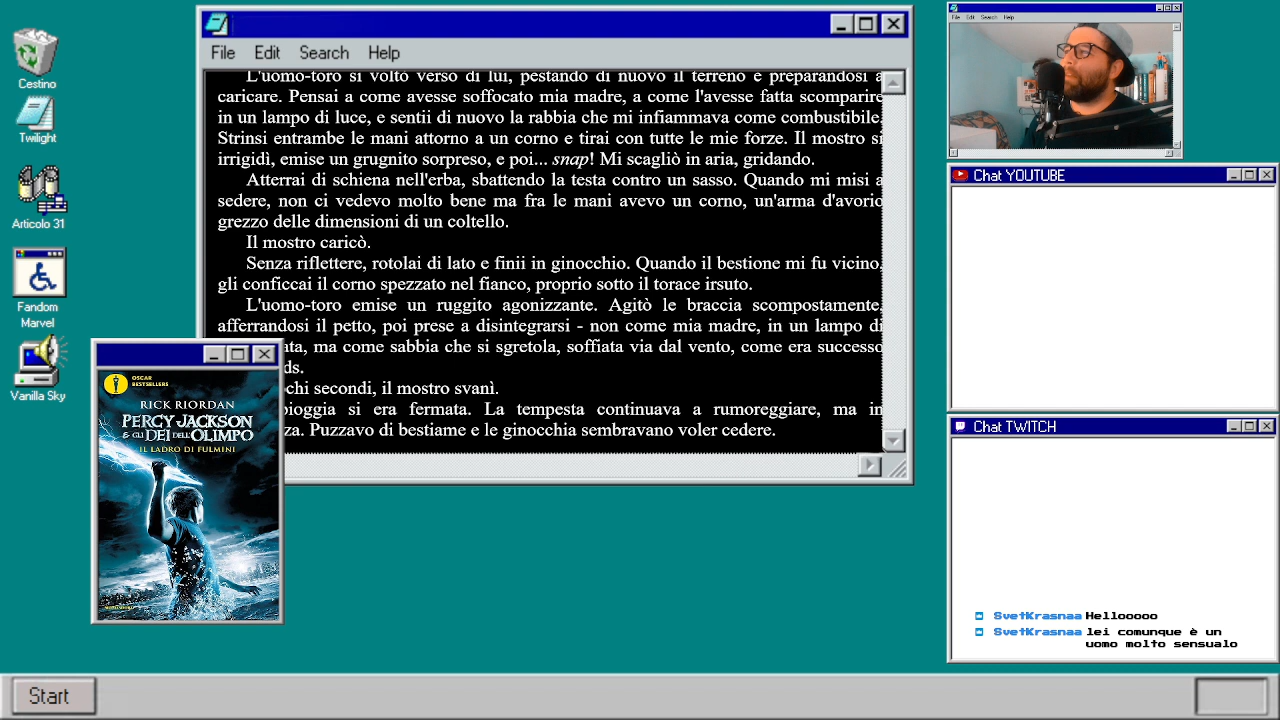 Cestino
Twilight
Articolo 31
Fandom
Marvel
Vanilla Sky
File Edit Search Help
L'uomo-toro si voltò verso di lui, pestando di nuovo il terreno e preparandosi a
caricare. Pensai a come avesse soffocato mia madre, a come l'avesse fatta scomparire
in un lampo di luce, e sentii di nuovo la rabbia che mi infiammava come combustibile.
Strinsi entrambe le mani attorno a un corno e tirai con tutte le mie forze. Il mostro si
irrigidì, emise un grugnito sorpreso, e poi... snap! Mi scagliò in aria, gridando.
Atterrai di schiena nell'erba, sbattendo la testa contro un sasso. Quando mi misi a
sedere, non ci vedevo molto bene ma fra le mani avevo un corno, un'arma d'avorio
grezzo delle dimensioni di un coltello.
Il mostro caricò.
Senza riflettere, rotolai di lato e finii in ginocchio. Quando il bestione mi fu vicino,
gli conficcai il corno spezzato nel fianco, proprio sotto il torace irsuto.
L'uomo-toro emise un ruggito agonizzante. Agitò le braccia scompostamente,
afferrandosi il petto, poi prese a disintegrarsi - non come mia madre, in un lampo di
ata, ma come sabbia che si sgretola, soffiata via dal vento, come era successo
ds.
chi secondi, il mostro svanì.
pioggia si era fermata. La tempesta continuava a rumoreggiare, ma in
za. Puzzavo di bestiame e le ginocchia sembravano voler cedere.
OSCAR
BESTSELLERS
RICK RIORDAN
PERCY JACKSON
& GLI DEI DELL'OLIMPO
IL LADRO DI FULMINI
MONDADORI
File Edit Search Help
Chat YOUTUBE
Chat TWITCH
SvetKrasnaa Hellooooo
SvetKrasnaa lei comunque è un
uomo molto sensualo
Start